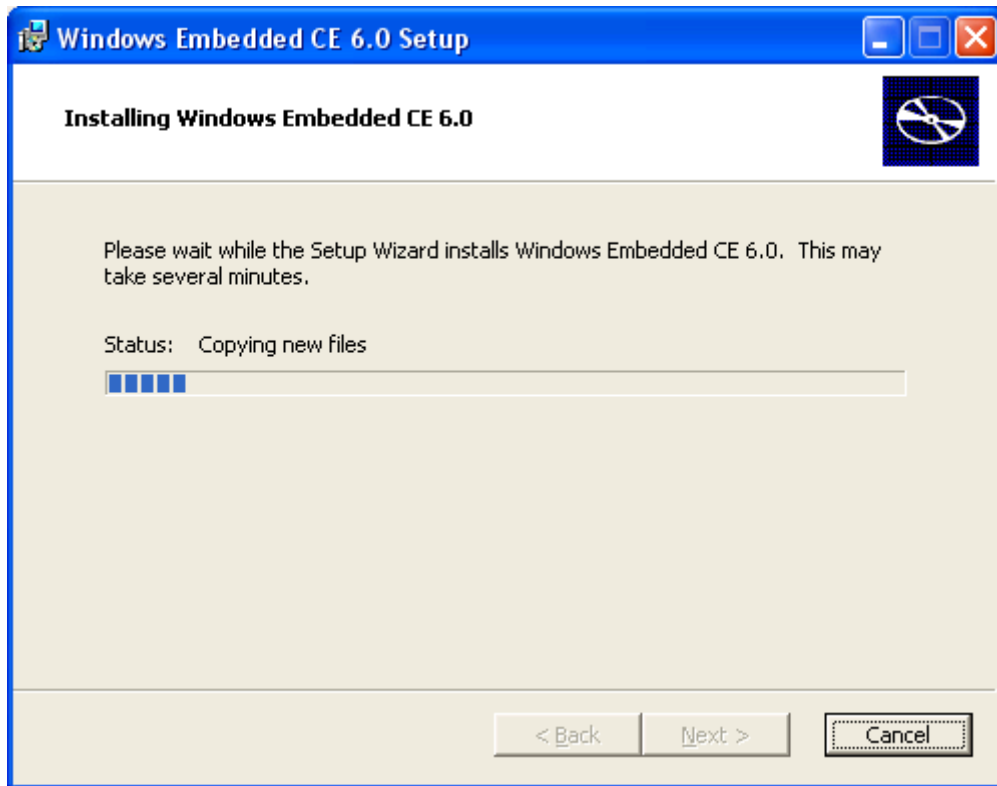 Windows Embedded CE 6.0 Setup
Installing Windows Embedded CE 6.0
Please wait while the Setup Wizard installs Windows Embedded CE 6.0.  This may
take several minutes.
Status:   Copying new files
< Back   Next >   Cancel